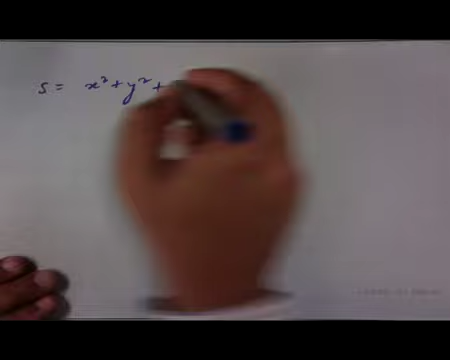 S = x² + y² +